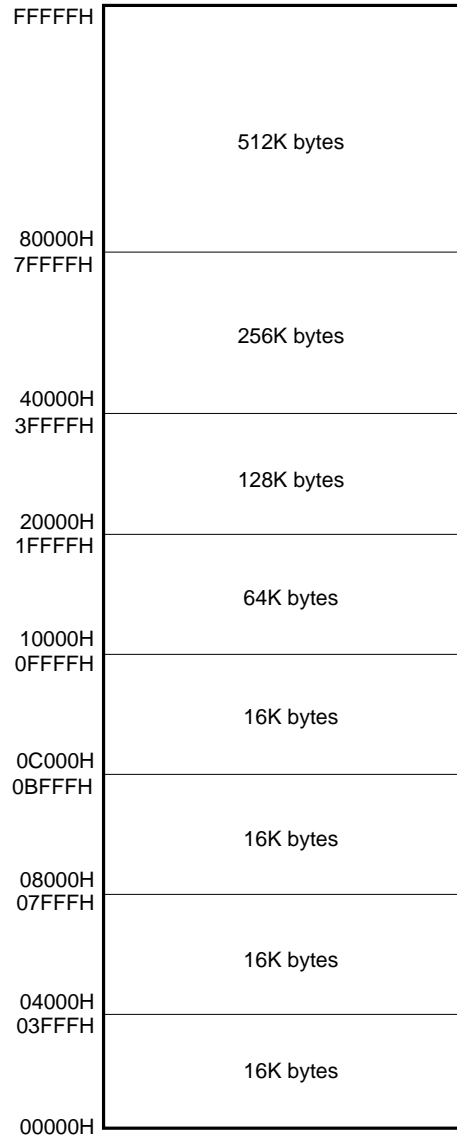 FFFFFH
512K bytes
80000H
7FFFFH
256K bytes
40000H
3FFFFH
128K bytes
20000H
1FFFFH
64K bytes
10000H
0FFFFH
16K bytes
0C000H
0BFFFH
16K bytes
08000H
07FFFH
16K bytes
04000H
03FFFH
16K bytes
00000H